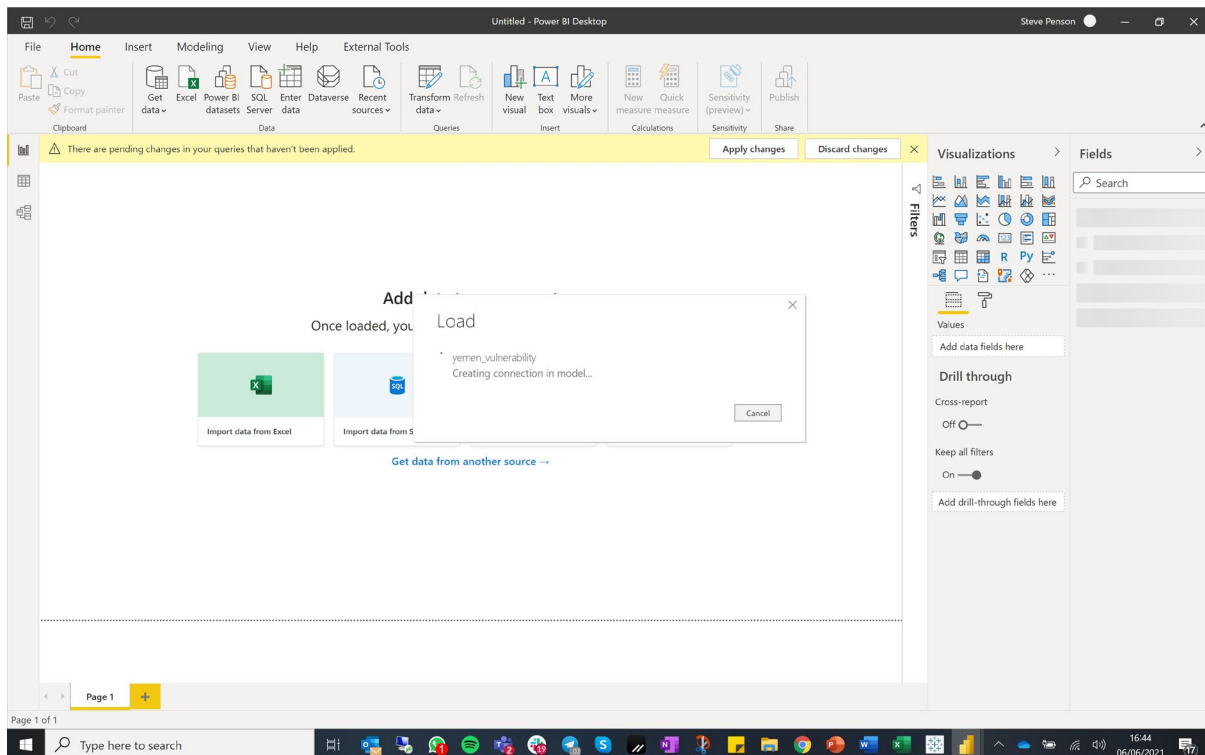 Untitled - Power BI Desktop
Steve Penson
File Home Insert Modeling View Help External Tools
Paste
Cut
Copy
Format painter
Get data
Excel
Power BI datasets
SQL Server
Enter data
Dataverse
Recent sources
Transform data
Refresh
New visual
Text box
More visuals
New measure
Quick measure
Sensitivity (preview)
Publish
Clipboard
Data
Queries
Insert
Calculations
Sensitivity
Share
There are pending changes in your queries that haven't been applied.
Apply changes
Discard changes
Filters
Add
Once loaded, you
Import data from Excel
SQL
Import data from S
Get data from another source →
Load
yemen_vulnerability
Creating connection in model...
Cancel
Visualizations
R
Py
Values
Add data fields here
Drill through
Cross-report
Off
Keep all filters
On
Add drill-through fields here
Fields
Search
Page 1
Page 1 of 1
Type here to search
16:44
06/06/2021